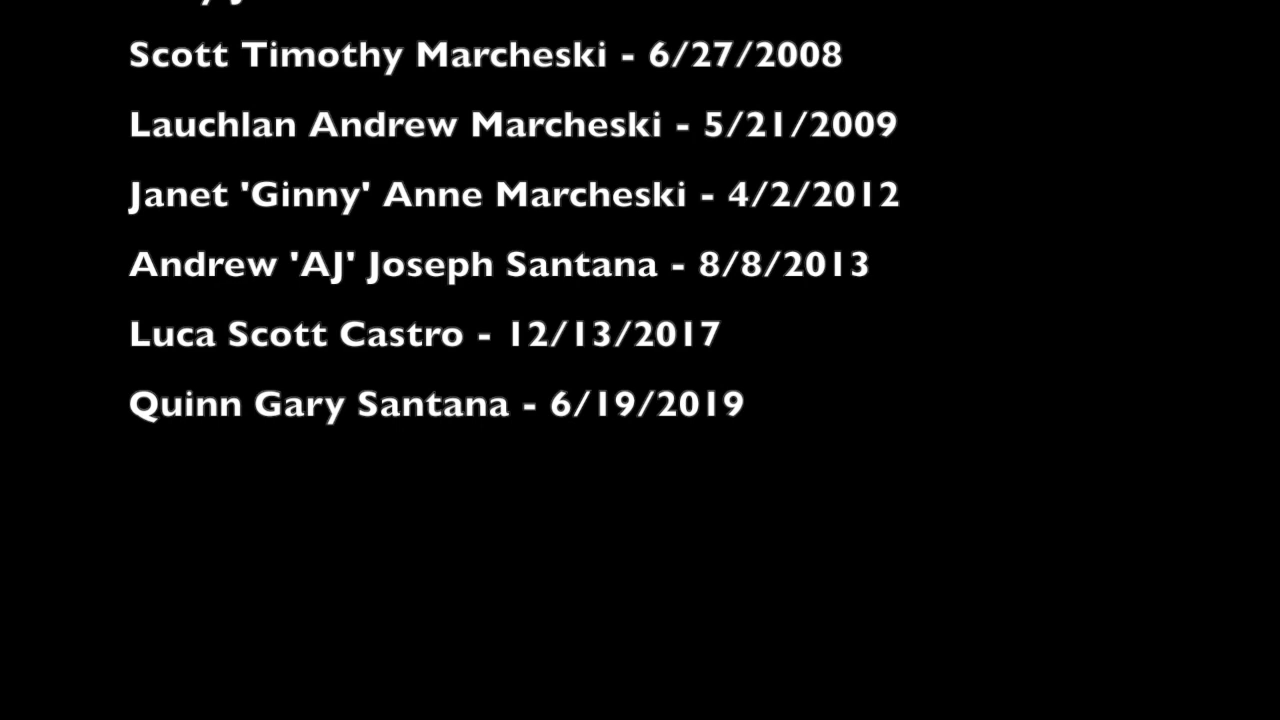 Scott Timothy Marcheski - 6/27/2008
Lauchlan Andrew Marcheski - 5/21/2009
Janet 'Ginny' Anne Marcheski - 4/2/2012
Andrew 'AJ' Joseph Santana - 8/8/2013
Luca Scott Castro - 12/13/2017
Quinn Gary Santana - 6/19/2019